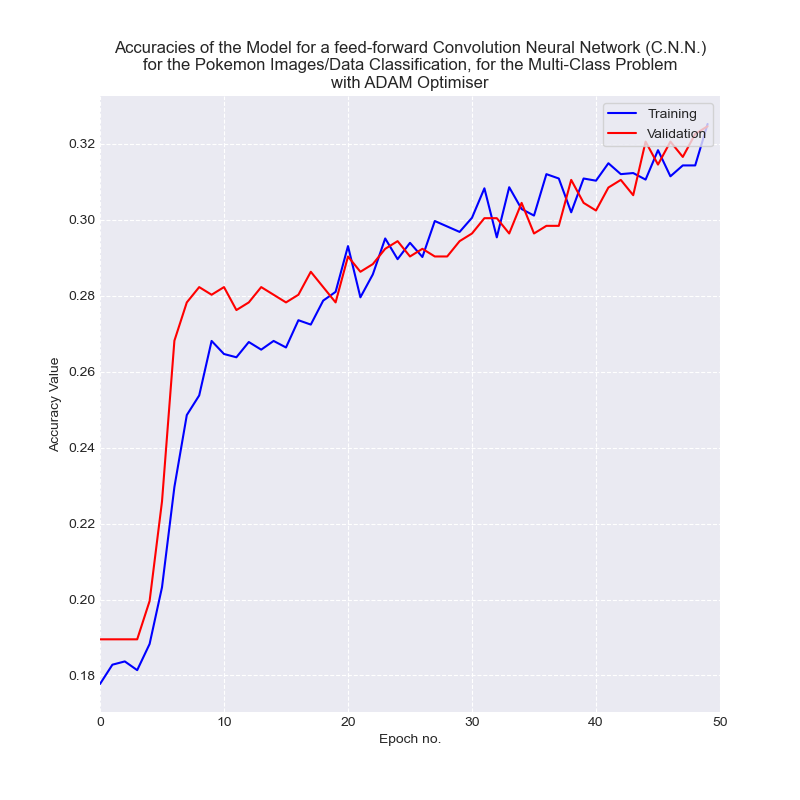 Accuracies of the Model for a feed-forward Convolution Neural Network (C.N.N.)
for the Pokemon Images/Data Classification, for the Multi-Class Problem
with ADAM Optimiser
Training
Validation
0.32
0.30
0.28
0.26
0.24
0.22
0.20
0.18
Accuracy Value
0 10 20 30 40 50
Epoch no.